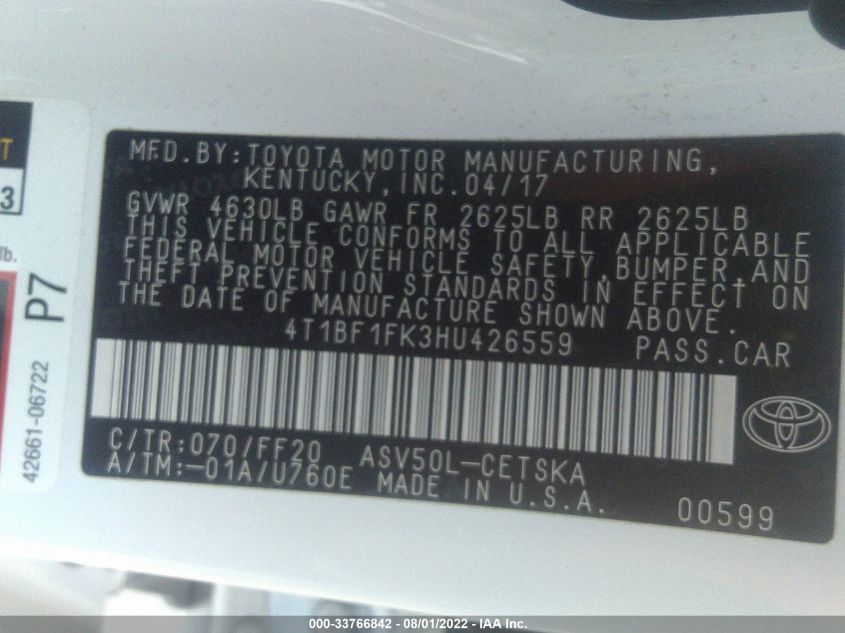 MFD.BY:TOYOTA MOTOR MANUFACTURING,
KENTUCKY,INC.04/17
GVWR 4630LB GAWR FR 2625LB RR 2625LB
THIS VEHICLE CONFORMS TO ALL APPLICABLE
FEDERAL MOTOR VEHICLE SAFETY,BUMPER,AND
THEFT PREVENTION STANDARDS IN EFFECT ON
THE DATE OF MANUFACTURE SHOWN ABOVE.
4T1BF1FK3HU426559 PASS.CAR
C/TR:070/FF20 ASV50L-CETSKA
A/TM:-01A/U760E MADE IN U.S.A.
00599
3
lb.
P7
42661-06722
000-33766842 - 08/01/2022 - IAA Inc.